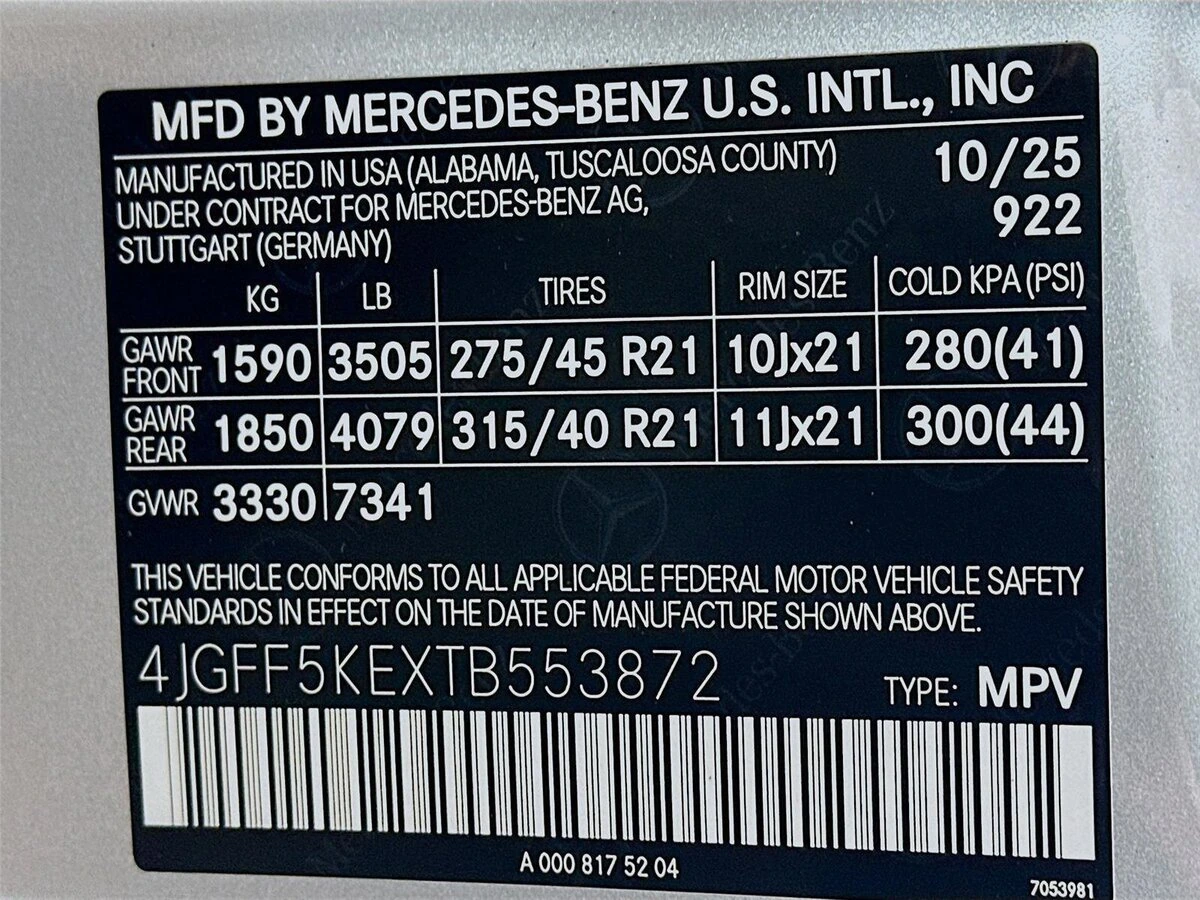 MFD BY MERCEDES-BENZ U.S. INTL., INC
MANUFACTURED IN USA (ALABAMA, TUSCALOOSA COUNTY) 10/25
UNDER CONTRACT FOR MERCEDES-BENZ AG, 922
STUTTGART (GERMANY)
KG LB TIRES RIM SIZE COLD KPA (PSI)
GAWR FRONT 1590 3505 275/45 R21 10Jx21 280(41)
GAWR REAR 1850 4079 315/40 R21 11Jx21 300(44)
GVWR 3330 7341
THIS VEHICLE CONFORMS TO ALL APPLICABLE FEDERAL MOTOR VEHICLE SAFETY
STANDARDS IN EFFECT ON THE DATE OF MANUFACTURE SHOWN ABOVE.
4JGFF5KEXTB553872 TYPE: MPV
A 000 817 52 04
7053981